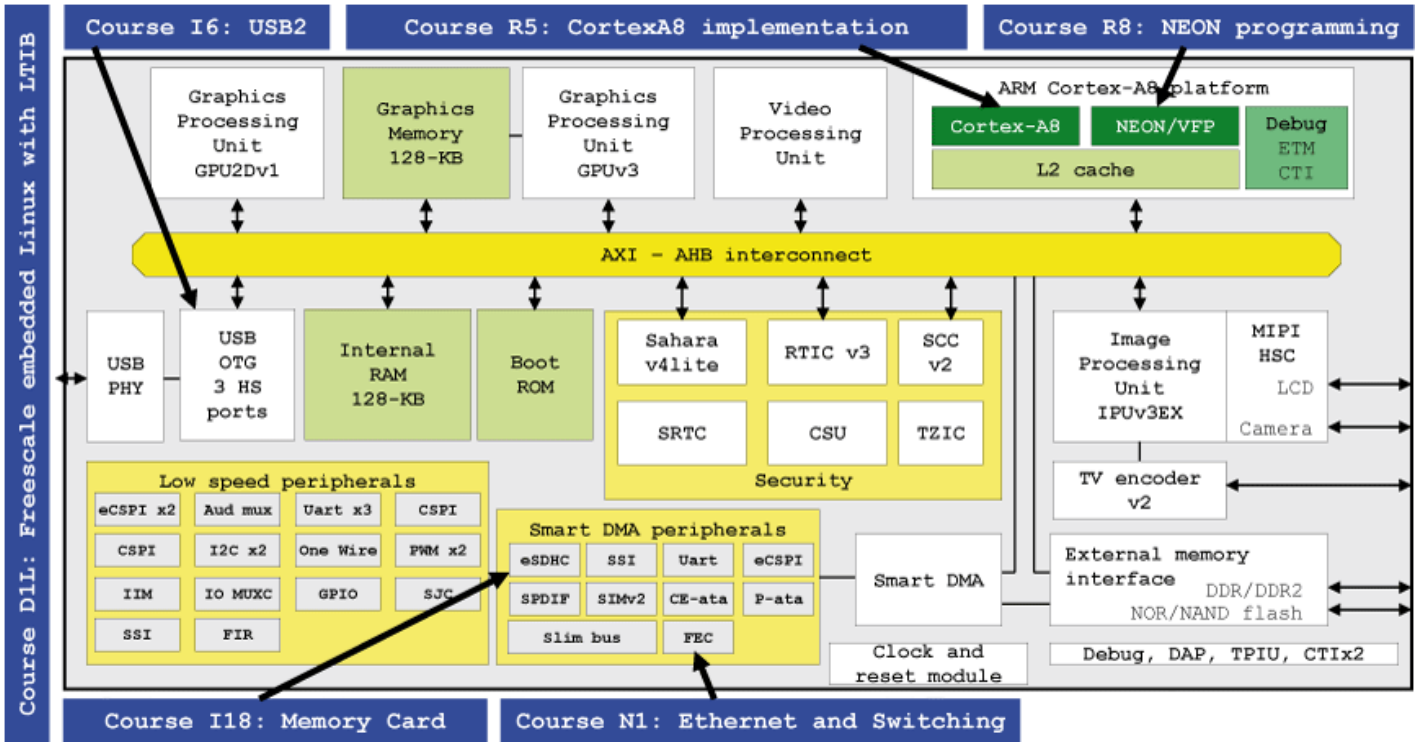 Course D1L: Freescale embedded Linux with LTIB
Course I6: USB2
Course R5: CortexA8 implementation
Course R8: NEON programming
Graphics
Processing
Unit
GPU2Dv1
Graphics
Memory
128-KB
Graphics
Processing
Unit
GPUv3
Video
Processing
Unit
ARM Cortex-A8 platform
Cortex-A8
NEON/VFP
L2 cache
Debug
ETM
CTI
AXI – AHB interconnect
USB
PHY
USB
OTG
3 HS
ports
Internal
RAM
128-KB
Boot
ROM
Sahara
v4lite
RTIC v3
SCC
v2
SRTC
CSU
TZIC
Security
Image
Processing
Unit
IPUv3EX
MIPI
HSC
LCD
Camera
TV encoder
v2
Low speed peripherals
eCSPI x2
Aud mux
Uart x3
CSPI
CSPI
I2C x2
One Wire
PWM x2
IIM
IO MUXC
GPIO
SJC
SSI
FIR
Smart DMA peripherals
eSDHC
SSI
Uart
eCSPI
SPDIF
SIMv2
CE-ata
P-ata
Slim bus
FEC
Smart DMA
External memory
interface
DDR/DDR2
NOR/NAND flash
Clock and
reset module
Debug, DAP, TPIU, CTIx2
Course I18: Memory Card
Course N1: Ethernet and Switching